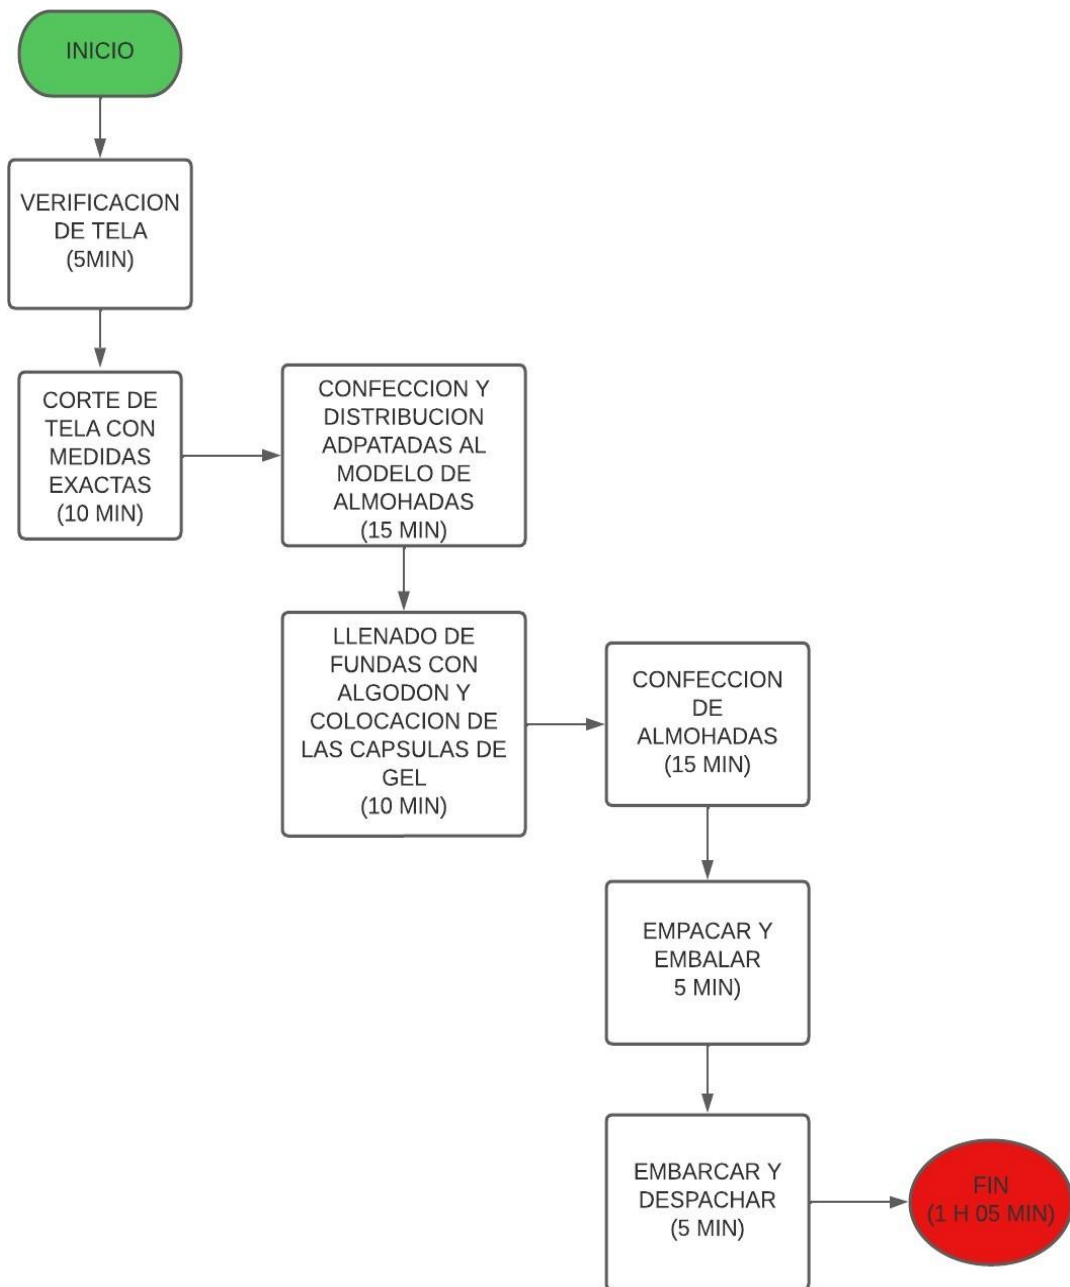 INICIO
VERIFICACION
DE TELA
(5MIN)
CORTE DE
TELA CON
MEDIDAS
EXACTAS
(10 MIN)
CONFECCION Y
DISTRIBUCION
ADPATADAS AL
MODELO DE
ALMOHADAS
(15 MIN)
LLENADO DE
FUNDAS CON
ALGODON Y
COLOCACION DE
LAS CAPSULAS DE
GEL
(10 MIN)
CONFECCION
DE
ALMOHADAS
(15 MIN)
EMPACAR Y
EMBALAR
5 MIN)
EMBARCAR Y
DESPACHAR
(5 MIN)
FIN
(1 H 05 MIN)